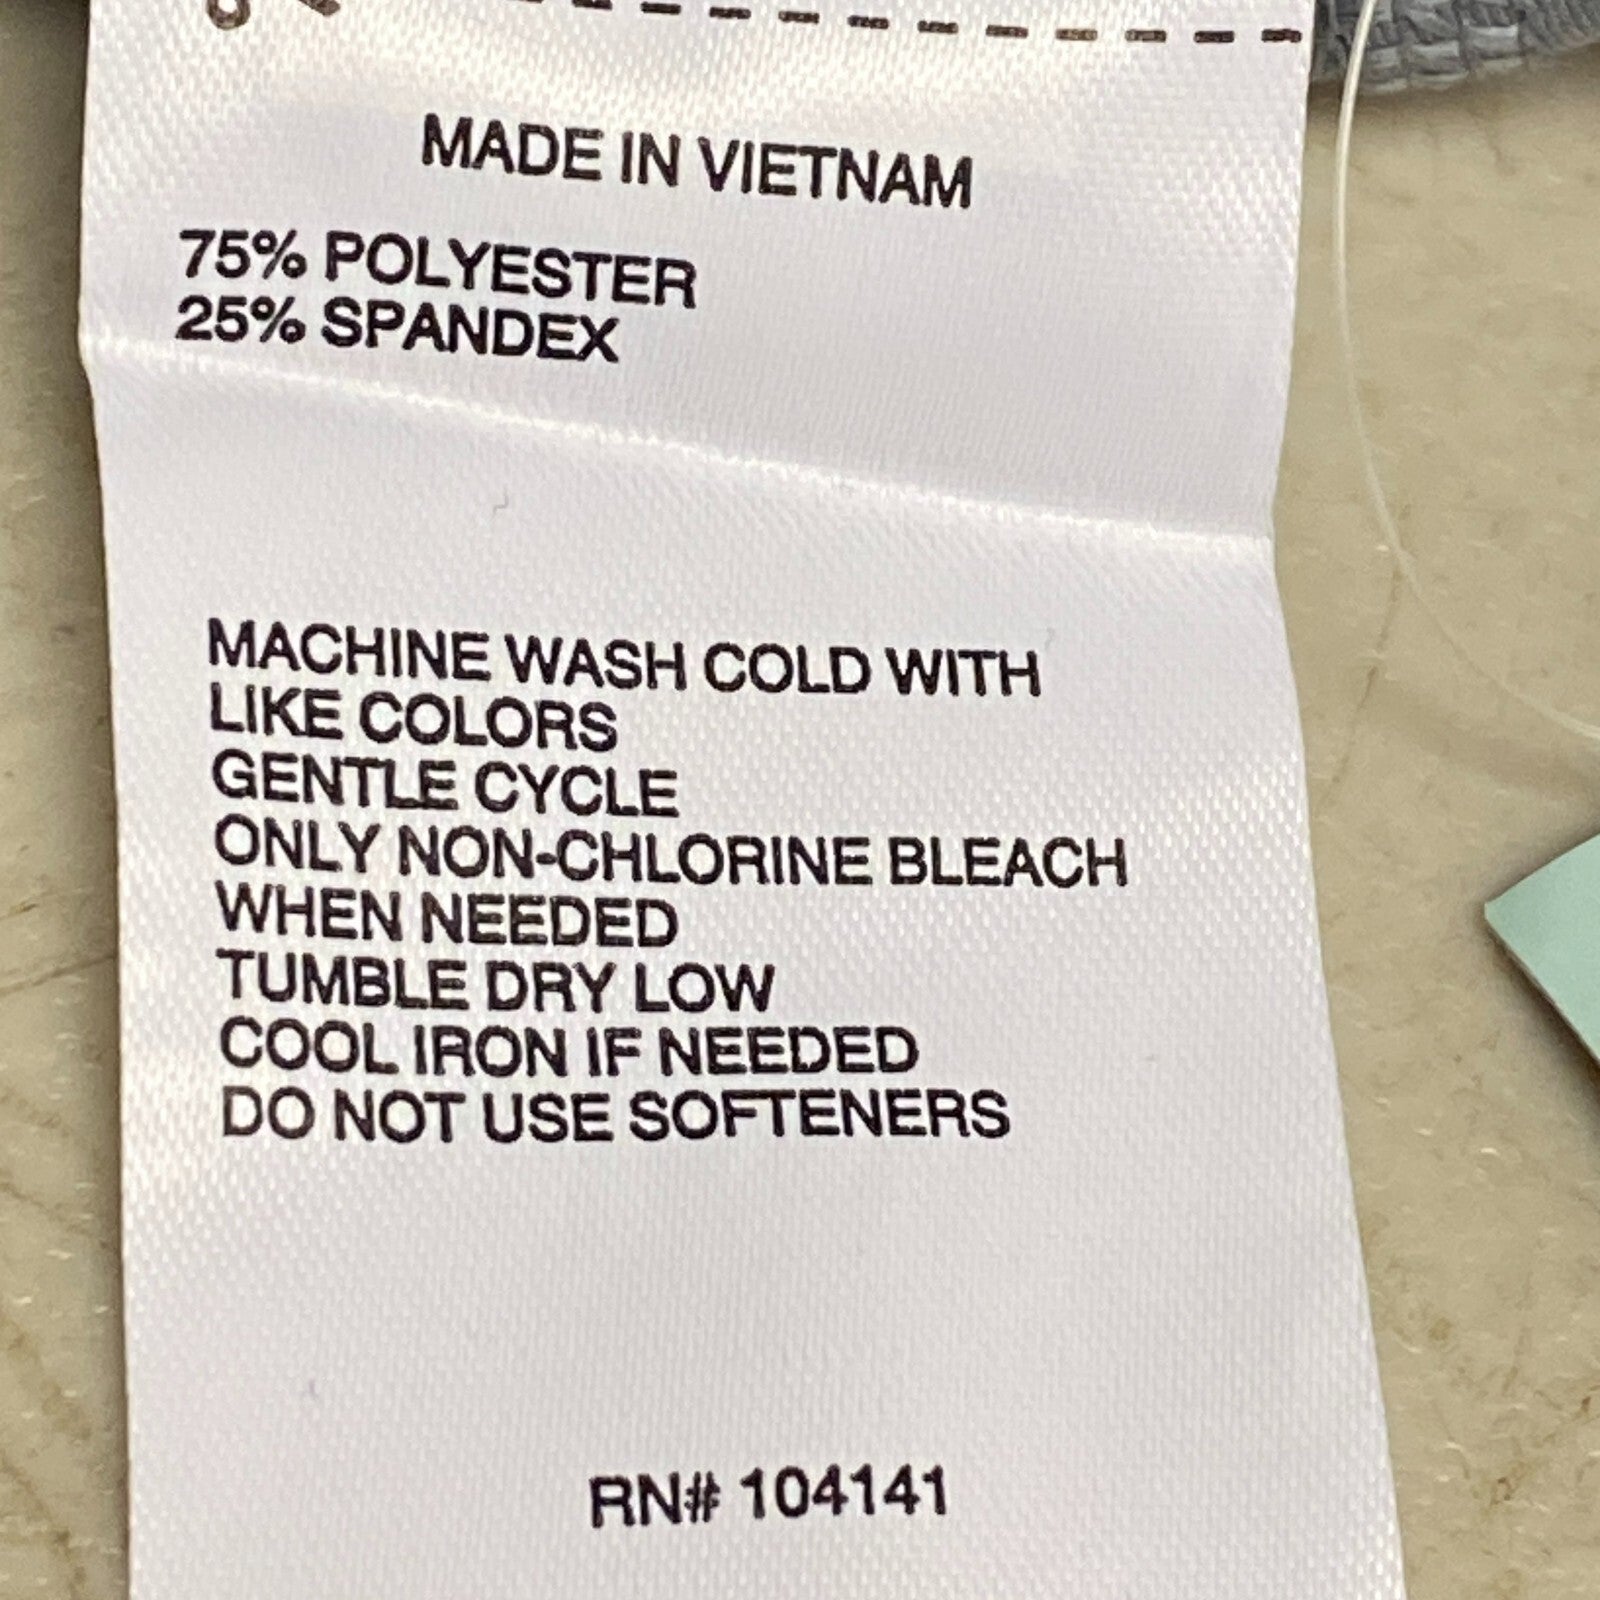 MADE IN VIETNAM
75% POLYESTER
25% SPANDEX
MACHINE WASH COLD WITH
LIKE COLORS
GENTLE CYCLE
ONLY NON-CHLORINE BLEACH
WHEN NEEDED
TUMBLE DRY LOW
COOL IRON IF NEEDED
DO NOT USE SOFTENERS
RN# 104141